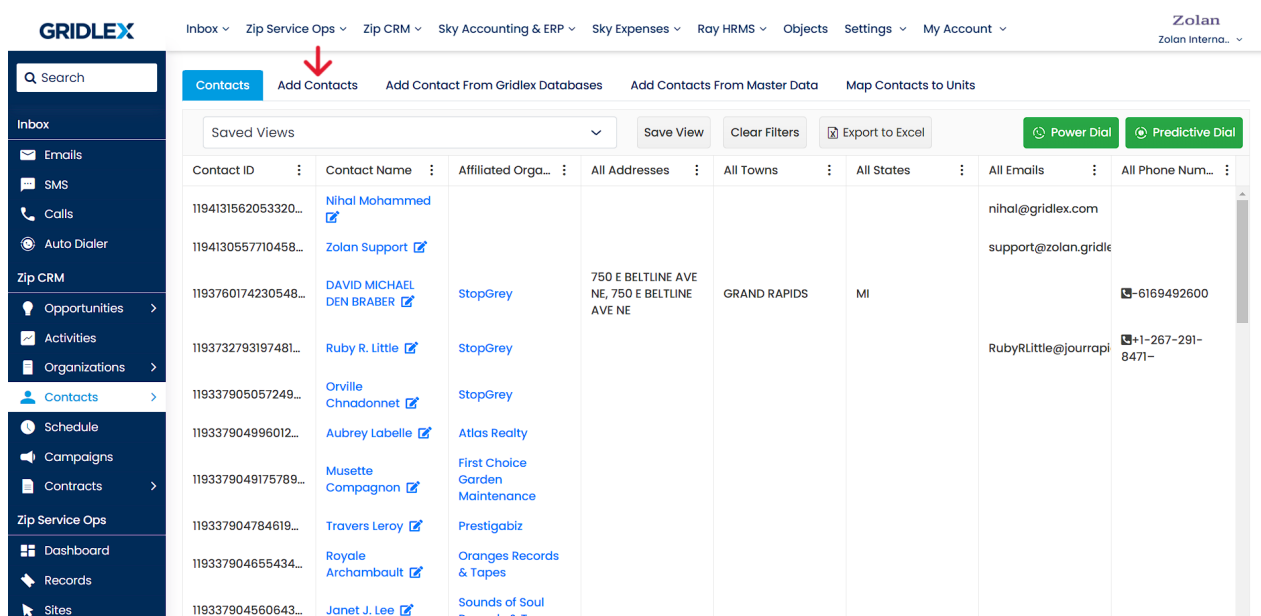 GRIDLEX
Inbox Zip Service Ops Zip CRM Sky Accounting & ERP Sky Expenses Ray HRMS Objects Settings My Account
Zolan
Zolan Interna..
Search
Contacts Add Contacts Add Contact From Gridlex Databases Add Contacts From Master Data Map Contacts to Units
Saved Views Save View Clear Filters Export to Excel Power Dial Predictive Dial
Inbox
Emails
SMS
Calls
Auto Dialer
Zip CRM
Opportunities
Activities
Organizations
Contacts
Schedule
Campaigns
Contracts
Zip Service Ops
Dashboard
Records
Sites
Contact ID Contact Name Affiliated Orga... All Addresses All Towns All States All Emails All Phone Num...
1194131562053320... Nihal Mohammed nihal@gridlex.com
1194130557710458... Zolan Support support@zolan.gridle
1193760174230548... DAVID MICHAEL DEN BRABER StopGrey 750 E BELTLINE AVE NE, 750 E BELTLINE AVE NE GRAND RAPIDS MI -6169492600
1193732793197481... Ruby R. Little StopGrey RubyRLittle@jourrapi +1-267-291-8471–
119337905057249... Orville Chnadonnet StopGrey
119337904996012... Aubrey Labelle Atlas Realty
119337904917578​9... Musette Compagnon First Choice Garden Maintenance
119337904784619... Travers Leroy Prestigabiz
119337904655434... Royale Archambault Oranges Records & Tapes
119337904560643... Janet J. Lee Sounds of Soul